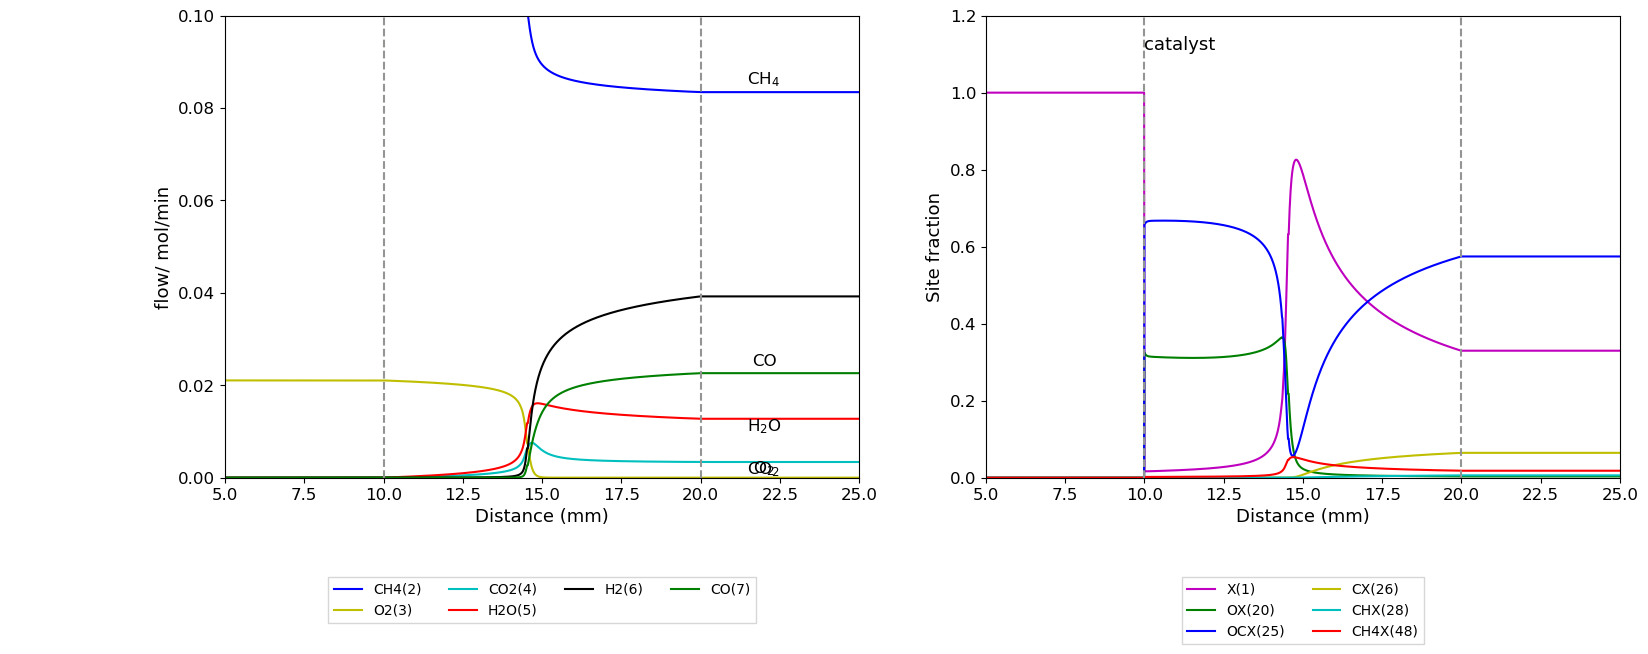 0.10
0.08
0.06
0.04
0.02
0.00
flow/ mol/min
CH₄
CO
H₂O
CO₂
O₂
5.0 7.5 10.0 12.5 15.0 17.5 20.0 22.5 25.0
Distance (mm)
CH4(2) CO2(4) H2(6) CO(7)
O2(3) H2O(5)
1.2
1.0
0.8
0.6
0.4
0.2
0.0
Site fraction
catalyst
5.0 7.5 10.0 12.5 15.0 17.5 20.0 22.5 25.0
Distance (mm)
X(1) CX(26)
OX(20) CHX(28)
OCX(25) CH4X(48)